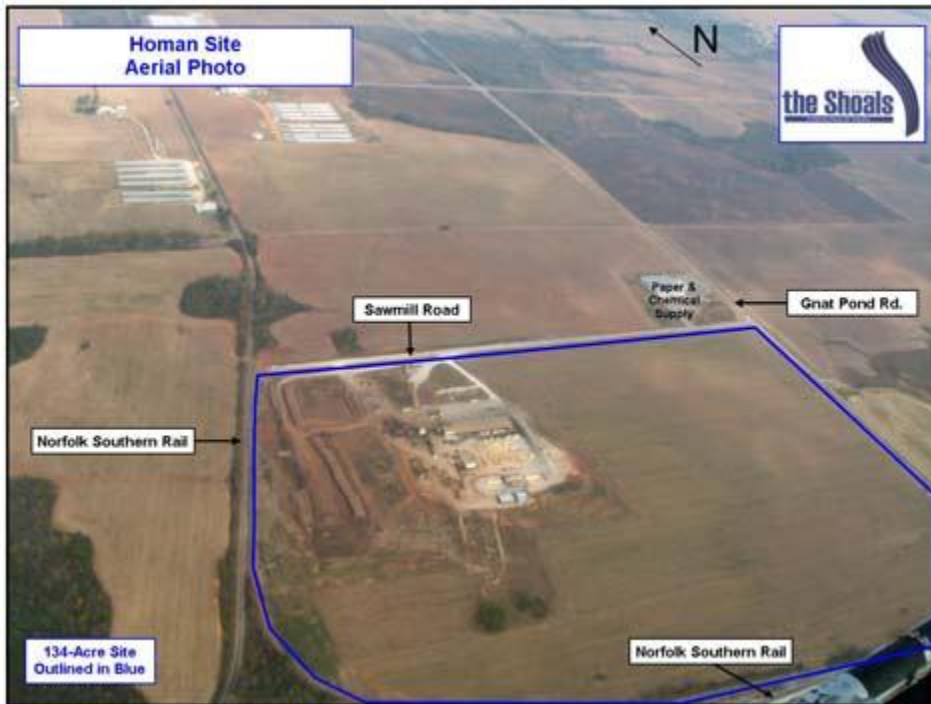 Homan Site
Aerial Photo
N
the Shoals
Paper &
Chemical
Supply
Gnat Pond Rd.
Sawmill Road
Norfolk Southern Rail
134-Acre Site
Outlined in Blue
Norfolk Southern Rail